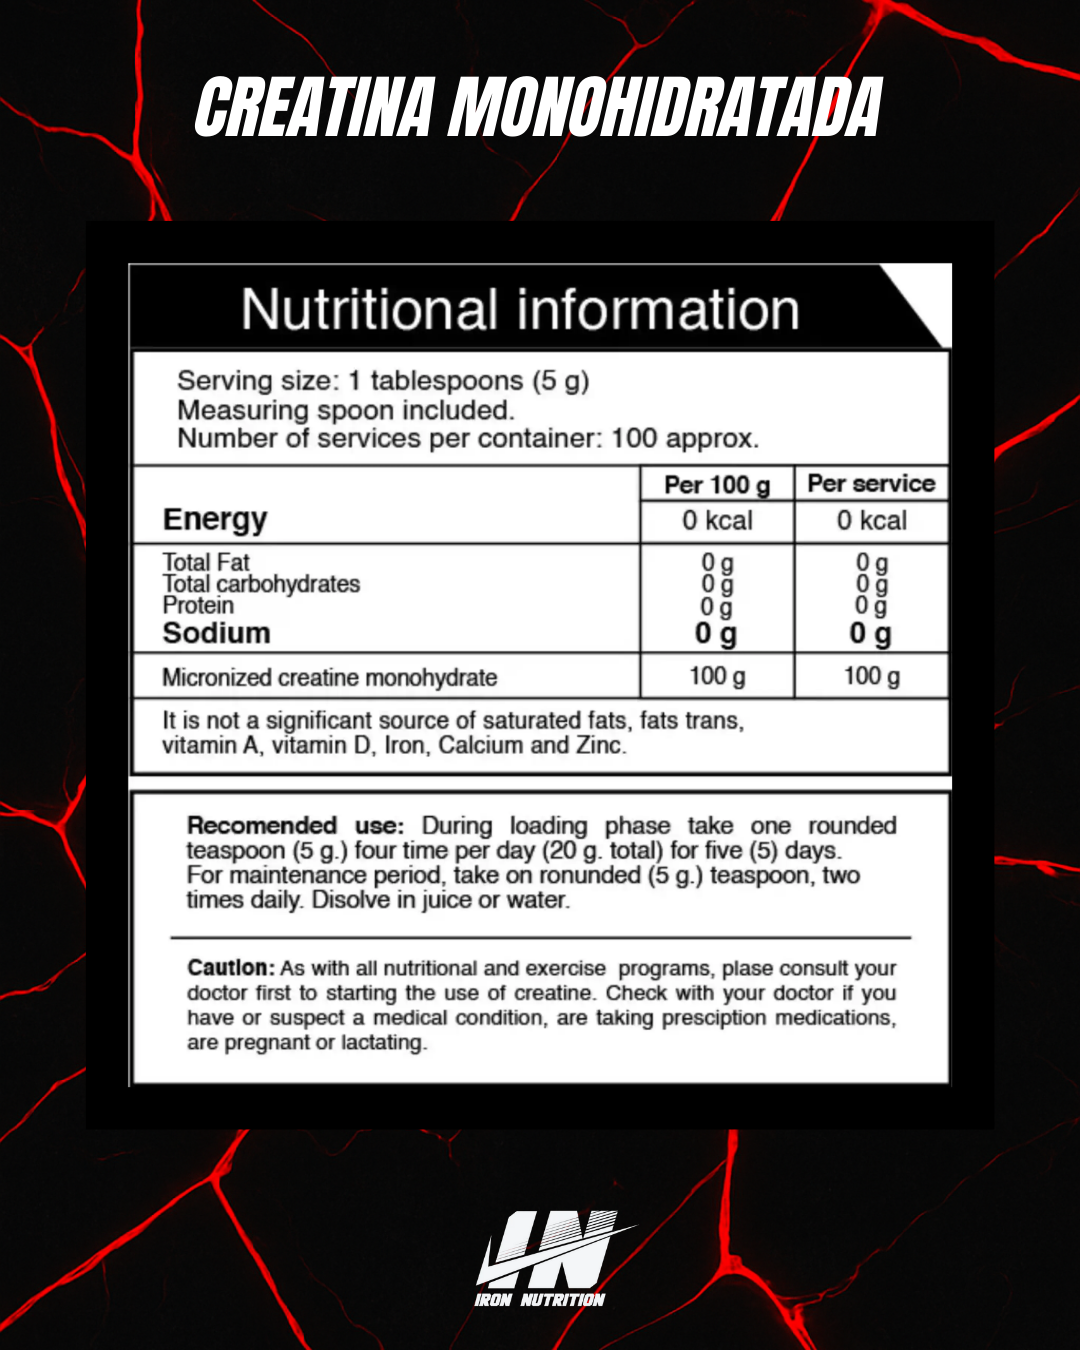 CREATINA MONOHIDRATADA
Nutritional information
Serving size: 1 tablespoons (5 g)
Measuring spoon included.
Number of services per container: 100 approx.
Per 100 g Per service
Energy 0 kcal 0 kcal
Total Fat 0 g 0 g
Total carbohydrates 0 g 0 g
Protein 0 g 0 g
Sodium 0 g 0 g
Micronized creatine monohydrate 100 g 100 g
It is not a significant source of saturated fats, fats trans,
vitamin A, vitamin D, Iron, Calcium and Zinc.
Recomended use: During loading phase take one rounded
teaspoon (5 g.) four time per day (20 g. total) for five (5) days.
For maintenance period, take on ronunded (5 g.) teaspoon, two
times daily. Disolve in juice or water.
Caution: As with all nutritional and exercise programs, plase consult your
doctor first to starting the use of creatine. Check with your doctor if you
have or suspect a medical condition, are taking presciption medications,
are pregnant or lactating.
IN
IRON NUTRITION